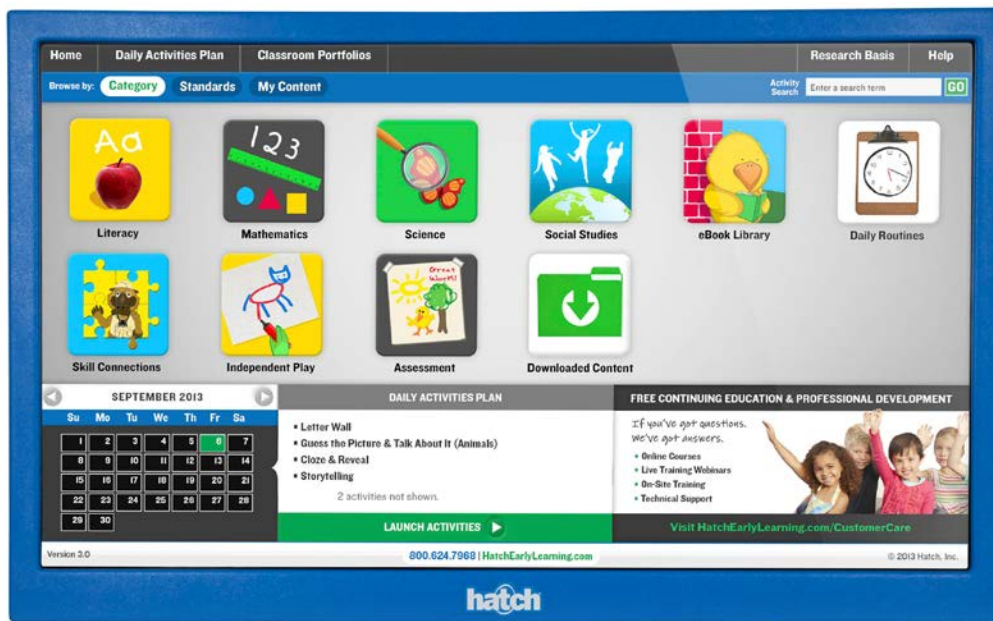 Home Daily Activities Plan Classroom Portfolios Research Basis Help
Browse by: Category Standards My Content Activity Search Enter a search term GO
Aa
123
Literacy Mathematics Science Social Studies eBook Library Daily Routines
Great Work!
Skill Connections Independent Play Assessment Downloaded Content
SEPTEMBER 2013
Su Mo Tu We Th Fr Sa
1 2 3 4 5 6 7
8 9 10 11 12 13 14
15 16 17 18 19 20 21
22 23 24 25 26 27 28
29 30
DAILY ACTIVITIES PLAN
▪ Letter Wall
▪ Guess the Picture & Talk About it (Animals)
▪ Cloze & Reveal
▪ Storytelling
2 activities not shown.
LAUNCH ACTIVITIES
FREE CONTINUING EDUCATION & PROFESSIONAL DEVELOPMENT
If you've got questions.
We've got answers.
• Online Courses
• Live Training Webinars
• On-Site Training
• Technical Support
Visit HatchEarlyLearning.com/CustomerCare
Version 3.0 800.624.7968 | HatchEarlyLearning.com © 2013 Hatch, Inc.
hatch